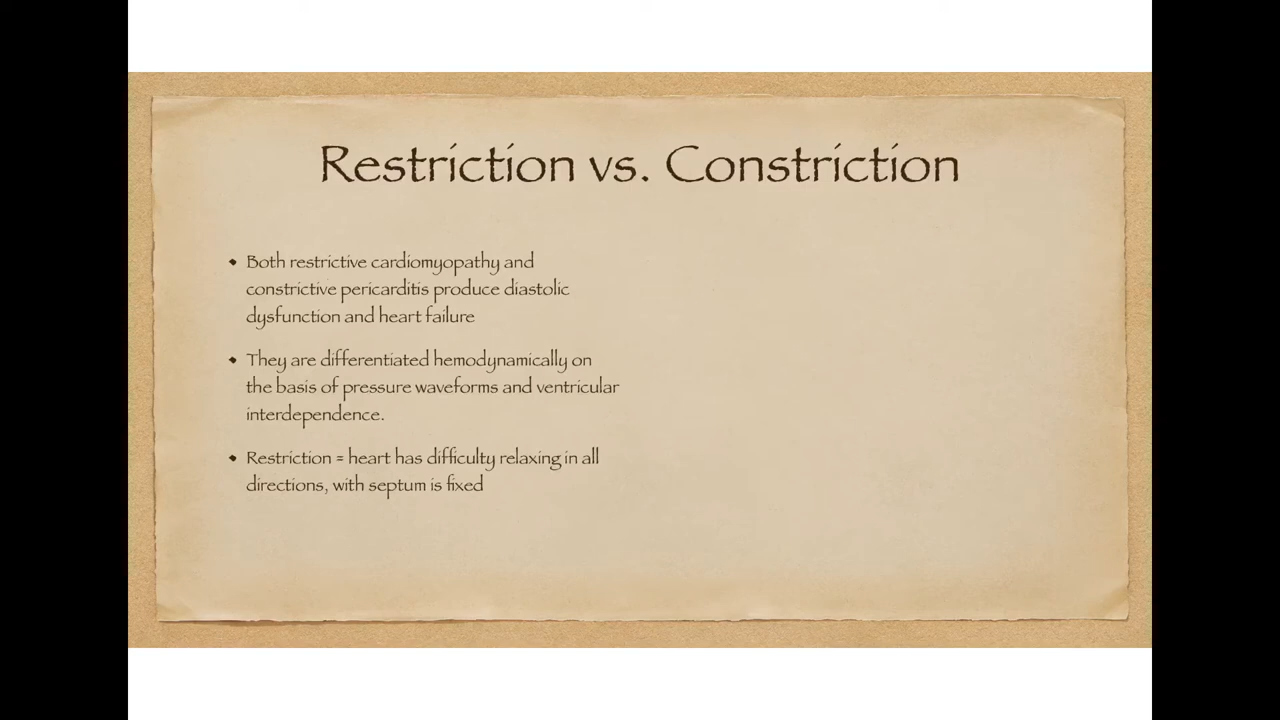 Restriction vs. Constriction
• Both restrictive cardiomyopathy and
constrictive pericarditis produce diastolic
dysfunction and heart failure
• They are differentiated hemodynamically on
the basis of pressure waveforms and ventricular
interdependence.
• Restriction = heart has difficulty relaxing in all
directions, with septum is fixed